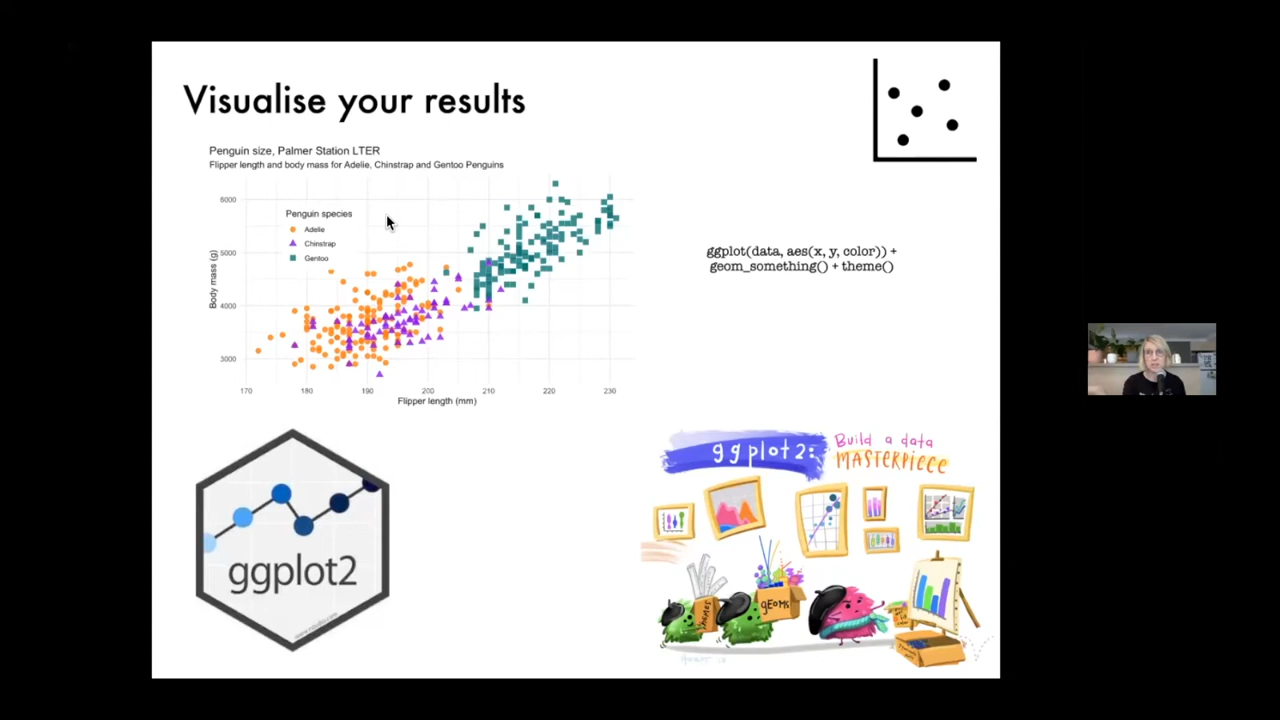 Visualise your results
Penguin size, Palmer Station LTER
Flipper length and body mass for Adelie, Chinstrap and Gentoo Penguins
6000
5000
4000
3000
Body mass (g)
Penguin species
Adelie
Chinstrap
Gentoo
170 180 190 200 210 220 230
Flipper length (mm)
ggplot(data, aes(x, y, color)) +
geom_something() + theme()
ggplot2
ggplot2: Build a data
MASTERPIECE
themes
geoms